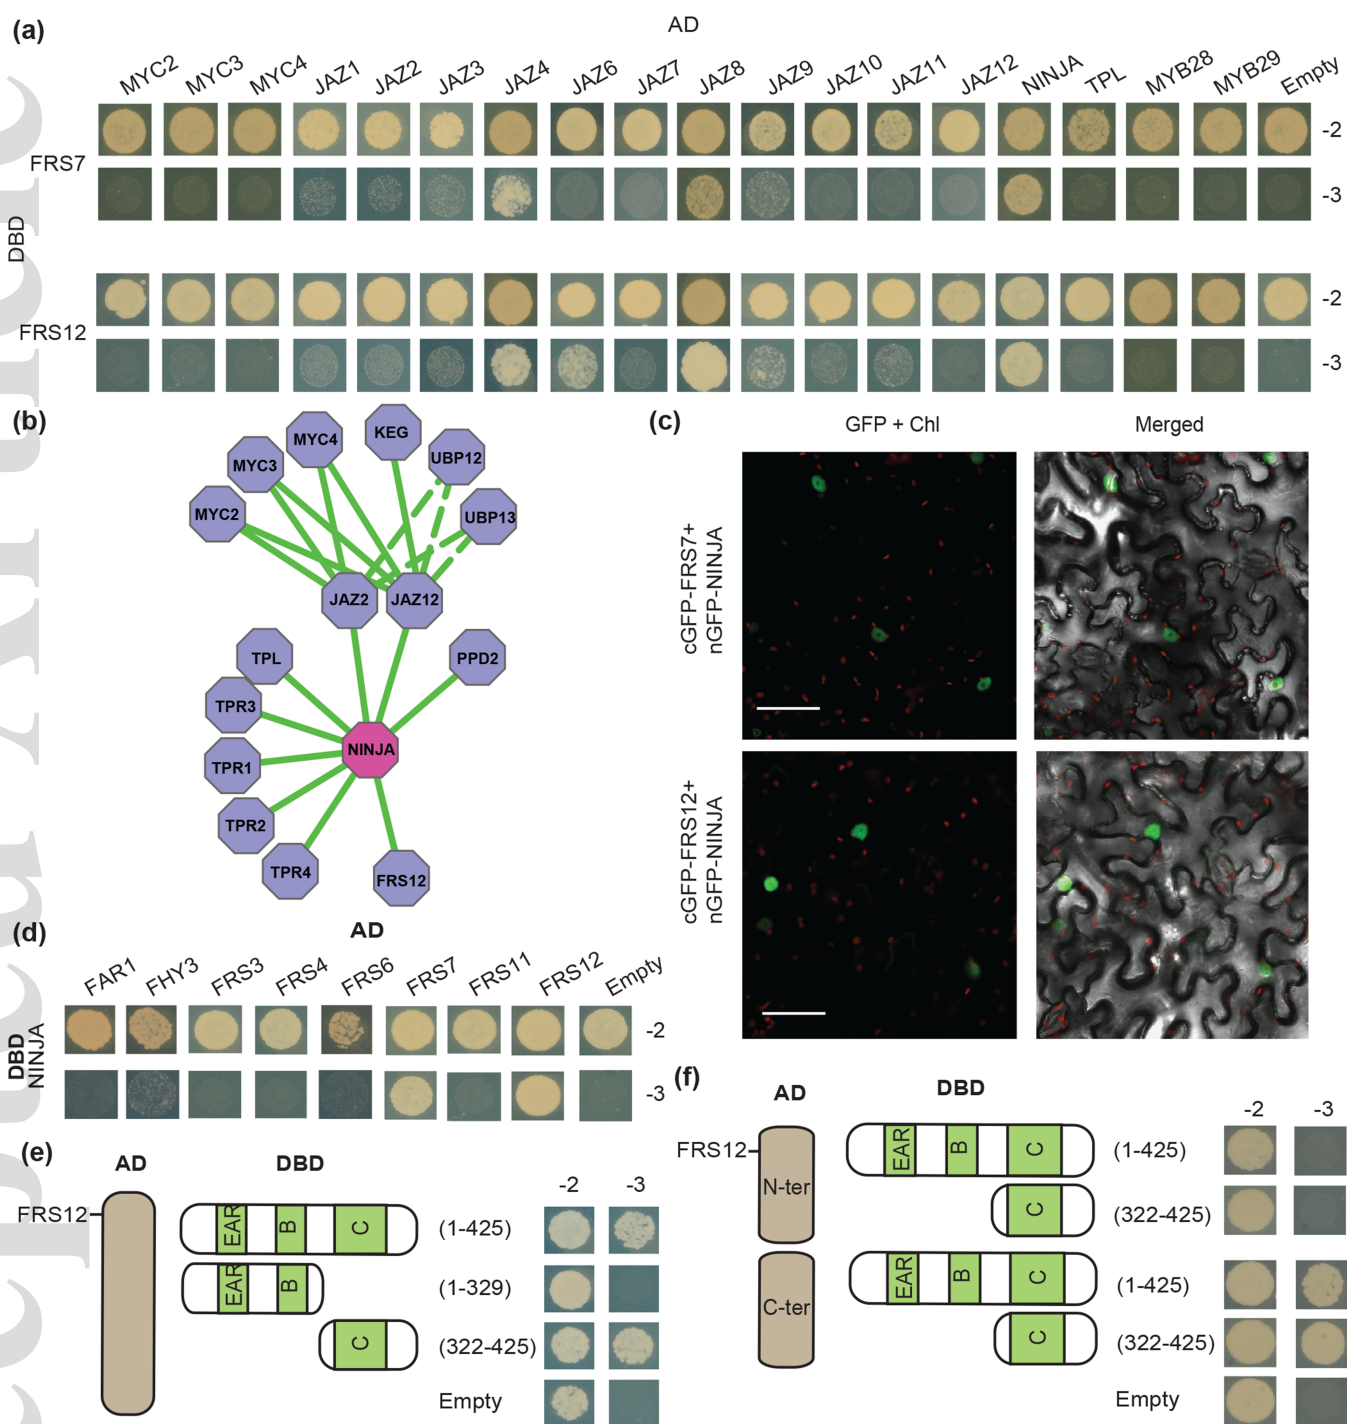 (a)
AD
MYC2 MYC3 MYC4 JAZ1 JAZ2 JAZ3 JAZ4 JAZ6 JAZ7 JAZ8 JAZ9 JAZ10 JAZ11 JAZ12 NINJA TPL MYB28 MYB29 Empty
DBD
FRS7
-2
-3
FRS12
-2
-3
(b)
MYC2
MYC3
MYC4
KEG
UBP12
UBP13
JAZ2
JAZ12
TPL
PPD2
TPR3
NINJA
TPR1
TPR2
TPR4
FRS12
(c)
GFP + Chl
Merged
cGFP-FRS7+
nGFP-NINJA
cGFP-FRS12+
nGFP-NINJA
(d)
AD
FAR1 FHY3 FRS3 FRS4 FRS6 FRS7 FRS11 FRS12 Empty
DBD
NINJA
-2
-3
(e)
AD
DBD
-2 -3
FRS12
EAR B C (1-425)
EAR B (1-329)
C (322-425)
Empty
(f)
AD
DBD
-2 -3
FRS12
N-ter
EAR B C (1-425)
C (322-425)
C-ter
EAR B C (1-425)
C (322-425)
Empty